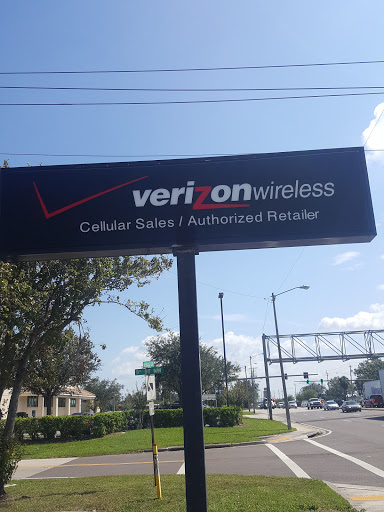 verizonwireless
Cellular Sales / Authorized Retailer